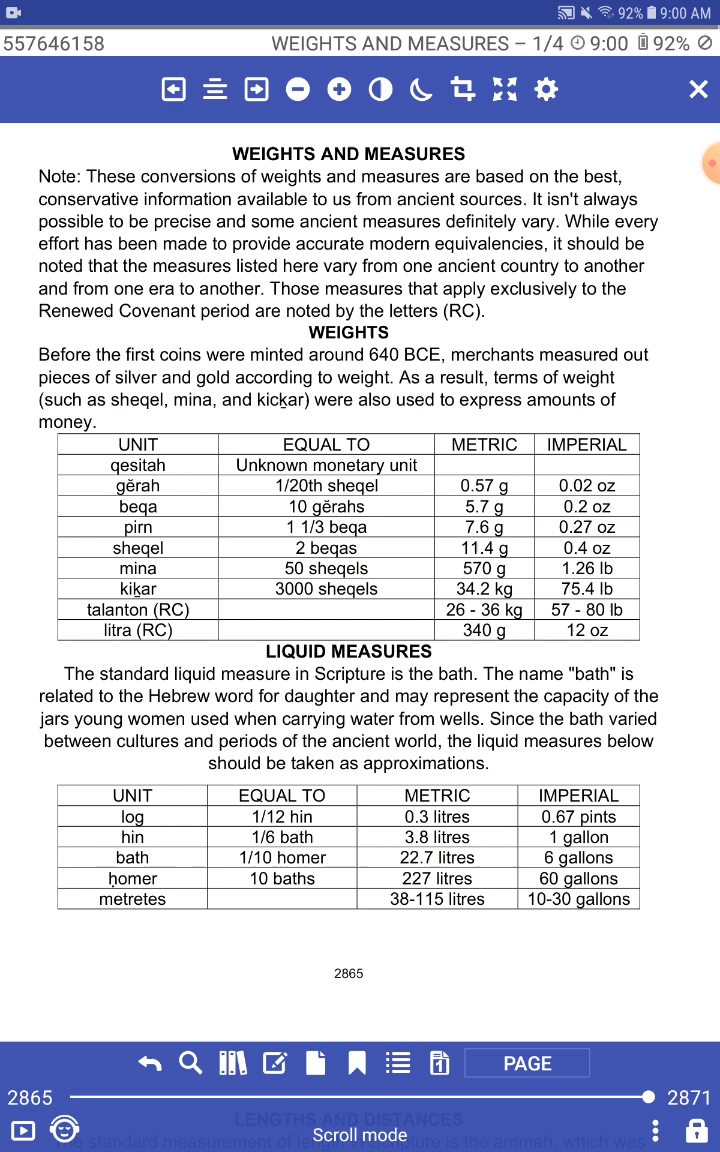 92% 9:00 AM
557646158 WEIGHTS AND MEASURES – 1/4 9:00 92%
WEIGHTS AND MEASURES
Note: These conversions of weights and measures are based on the best,
conservative information available to us from ancient sources. It isn't always
possible to be precise and some ancient measures definitely vary. While every
effort has been made to provide accurate modern equivalencies, it should be
noted that the measures listed here vary from one ancient country to another
and from one era to another. Those measures that apply exclusively to the
Renewed Covenant period are noted by the letters (RC).
WEIGHTS
Before the first coins were minted around 640 BCE, merchants measured out
pieces of silver and gold according to weight. As a result, terms of weight
(such as sheqel, mina, and kicḵar) were also used to express amounts of
money.
UNIT EQUAL TO METRIC IMPERIAL
qesitah Unknown monetary unit
gĕrah 1/20th sheqel 0.57 g 0.02 oz
beqa 10 gĕrahs 5.7 g 0.2 oz
pirn 1 1/3 beqa 7.6 g 0.27 oz
sheqel 2 beqas 11.4 g 0.4 oz
mina 50 sheqels 570 g 1.26 lb
kiḵar 3000 sheqels 34.2 kg 75.4 lb
talanton (RC) 26 - 36 kg 57 - 80 lb
litra (RC) 340 g 12 oz
LIQUID MEASURES
The standard liquid measure in Scripture is the bath. The name "bath" is
related to the Hebrew word for daughter and may represent the capacity of the
jars young women used when carrying water from wells. Since the bath varied
between cultures and periods of the ancient world, the liquid measures below
should be taken as approximations.
UNIT EQUAL TO METRIC IMPERIAL
log 1/12 hin 0.3 litres 0.67 pints
hin 1/6 bath 3.8 litres 1 gallon
bath 1/10 homer 22.7 litres 6 gallons
ḥomer 10 baths 227 litres 60 gallons
metretes 38-115 litres 10-30 gallons
2865
1 PAGE
2865 2871
LENGTHS AND DISTANCES
Scroll mode
The standard measurement of length in Scripture is the ammah, which was